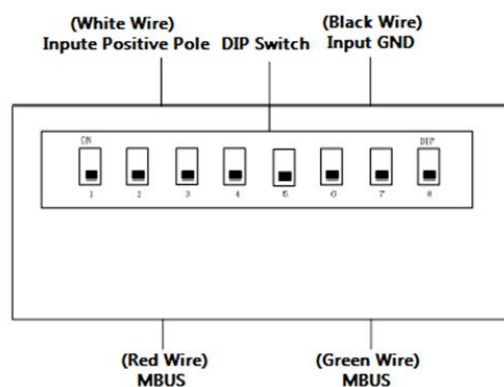 (White Wire)
Inpute Positive Pole
DIP Switch
(Black Wire)
Input GND
ON
DIP
1 2 3 4 5 6 7 8
(Red Wire)
MBUS
(Green Wire)
MBUS